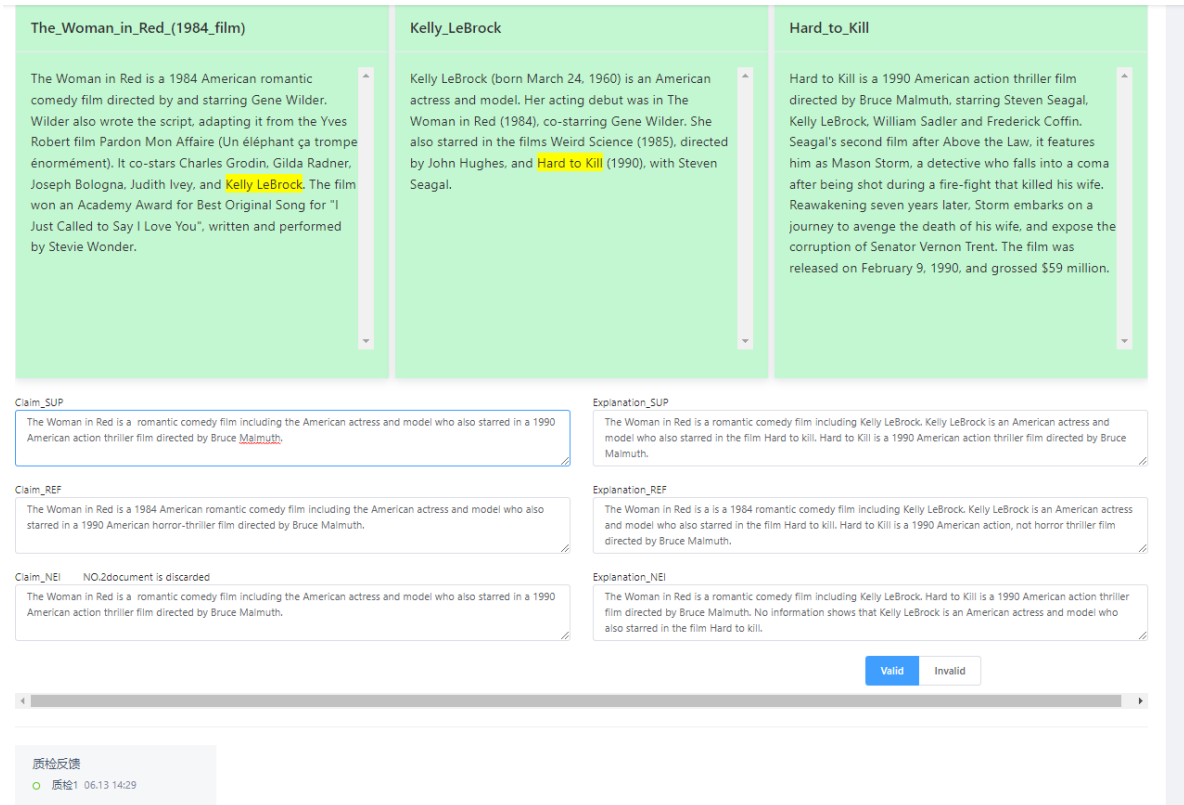 The_Woman_in_Red_(1984_film)
The Woman in Red is a 1984 American romantic
comedy film directed by and starring Gene Wilder.
Wilder also wrote the script, adapting it from the Yves
Robert film Pardon Mon Affaire (Un éléphant ça trompe
énormément). It co-stars Charles Grodin, Gilda Radner,
Joseph Bologna, Judith Ivey, and Kelly LeBrock. The film
won an Academy Award for Best Original Song for "I
Just Called to Say I Love You", written and performed
by Stevie Wonder.
Kelly_LeBrock
Kelly LeBrock (born March 24, 1960) is an American
actress and model. Her acting debut was in The
Woman in Red (1984), co-starring Gene Wilder. She
also starred in the films Weird Science (1985), directed
by John Hughes, and Hard to Kill (1990), with Steven
Seagal.
Hard_to_Kill
Hard to Kill is a 1990 American action thriller film
directed by Bruce Malmuth, starring Steven Seagal,
Kelly LeBrock, William Sadler and Frederick Coffin.
Seagal's second film after Above the Law, it features
him as Mason Storm, a detective who falls into a coma
after being shot during a fire-fight that killed his wife.
Reawakening seven years later, Storm embarks on a
journey to avenge the death of his wife, and expose the
corruption of Senator Vernon Trent. The film was
released on February 9, 1990, and grossed $59 million.
Claim_SUP
The Woman in Red is a  romantic comedy film including the American actress and model who also starred in a 1990
American action thriller film directed by Bruce Malmuth.
Explanation_SUP
The Woman in Red is a romantic comedy film including Kelly LeBrock. Kelly LeBrock is an American actress and
model who also starred in the film Hard to kill. Hard to Kill is a 1990 American action thriller film directed by Bruce
Malmuth.
Claim_REF
The Woman in Red is a 1984 American romantic comedy film including the American actress and model who also
starred in a 1990 American horror-thriller film directed by Bruce Malmuth.
Explanation_REF
The Woman in Red is a is a 1984 romantic comedy film including Kelly LeBrock. Kelly LeBrock is an American actress
and model who also starred in the film Hard to kill. Hard to Kill is a 1990 American action, not horror thriller film
directed by Bruce Malmuth.
Claim_NEI NO.2document is discarded
The Woman in Red is a  romantic comedy film including the American actress and model who also starred in a 1990
American action thriller film directed by Bruce Malmuth.
Explanation_NEI
The Woman in Red is a romantic comedy film including Kelly LeBrock. Hard to Kill is a 1990 American action thriller
film directed by Bruce Malmuth. No information shows that Kelly LeBrock is an American actress and model who
also starred in the film Hard to kill.
Valid Invalid
质检反馈
质检1 06.13 14:29